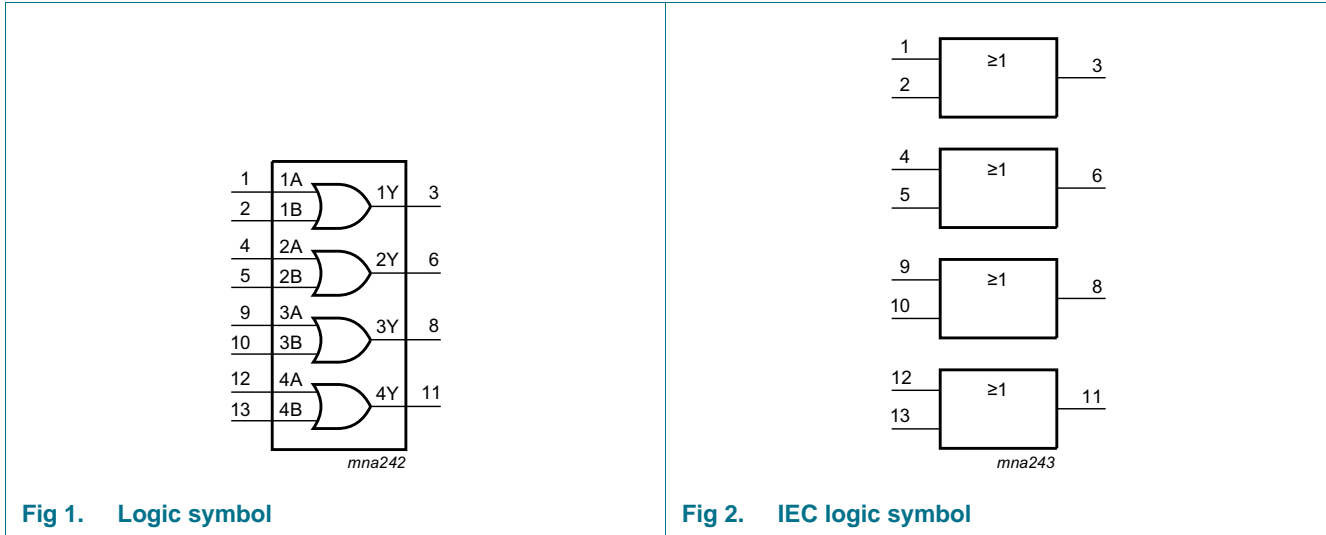 1 1A 1Y 3
2 1B
4 2A 2Y 6
5 2B
9 3A 3Y 8
10 3B
12 4A 4Y 11
13 4B
mna242
Fig 1. Logic symbol
1 ≥1 3
2
4 ≥1 6
5
9 ≥1 8
10
12 ≥1 11
13
mna243
Fig 2. IEC logic symbol